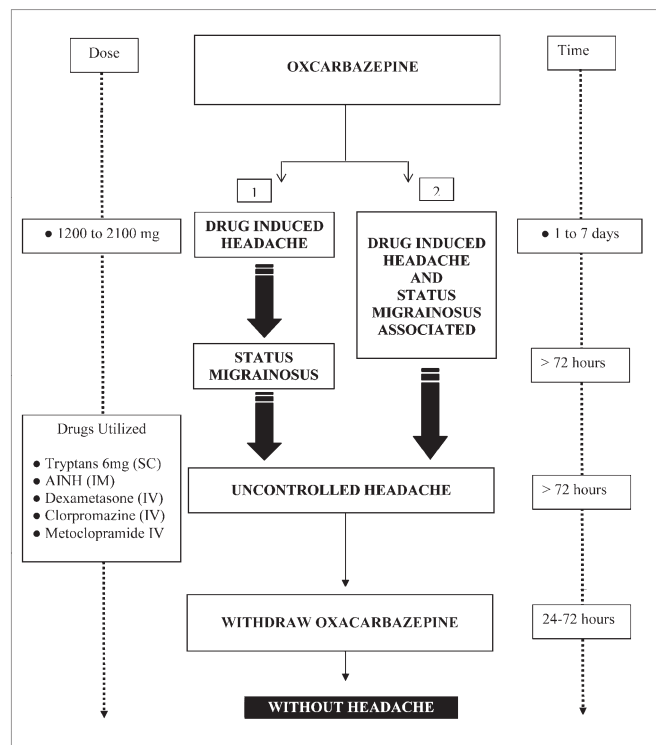 Dose
OXCARBAZEPINE
Time
1
2
● 1200 to 2100 mg
DRUG INDUCED
HEADACHE
DRUG INDUCED
HEADACHE
AND
STATUS
MIGRAINOSUS
ASSOCIATED
● 1 to 7 days
STATUS
MIGRAINOSUS
> 72 hours
Drugs Utilized
● Tryptans 6mg (SC)
● AINH (IM)
● Dexametasone (IV)
● Clorpromazine (IV)
● Metoclopramide IV
UNCONTROLLED HEADACHE
> 72 hours
WITHDRAW OXACARBAZEPINE
24-72 hours
WITHOUT HEADACHE